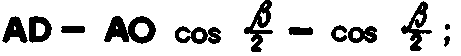 AD — AO cos β/2 — cos β/2 ;